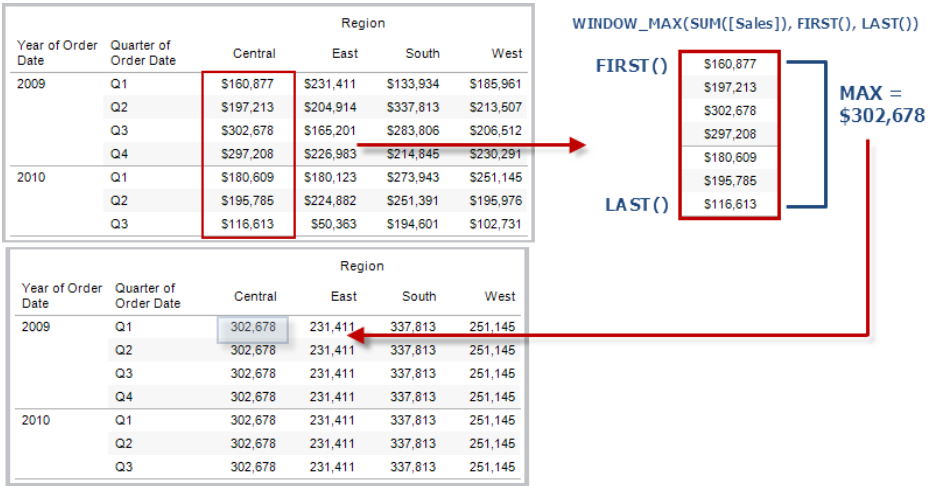 Region
Year of Order Date Quarter of Order Date Central East South West
2009 Q1 $160,877 $231,411 $133,934 $185,961
Q2 $197,213 $204,914 $337,813 $213,507
Q3 $302,678 $165,201 $283,806 $206,512
Q4 $297,208 $226,983 $214,845 $230,291
2010 Q1 $180,609 $180,123 $273,943 $251,145
Q2 $195,785 $224,882 $251,391 $195,976
Q3 $116,613 $50,363 $194,601 $102,731
WINDOW_MAX(SUM([Sales]), FIRST(), LAST())
FIRST() $160,877
$197,213
$302,678
$297,208
$180,609
$195,785
LAST() $116,613
MAX =
$302,678
Region
Year of Order Date Quarter of Order Date Central East South West
2009 Q1 302,678 231,411 337,813 251,145
Q2 302,678 231,411 337,813 251,145
Q3 302,678 231,411 337,813 251,145
Q4 302,678 231,411 337,813 251,145
2010 Q1 302,678 231,411 337,813 251,145
Q2 302,678 231,411 337,813 251,145
Q3 302,678 231,411 337,813 251,145